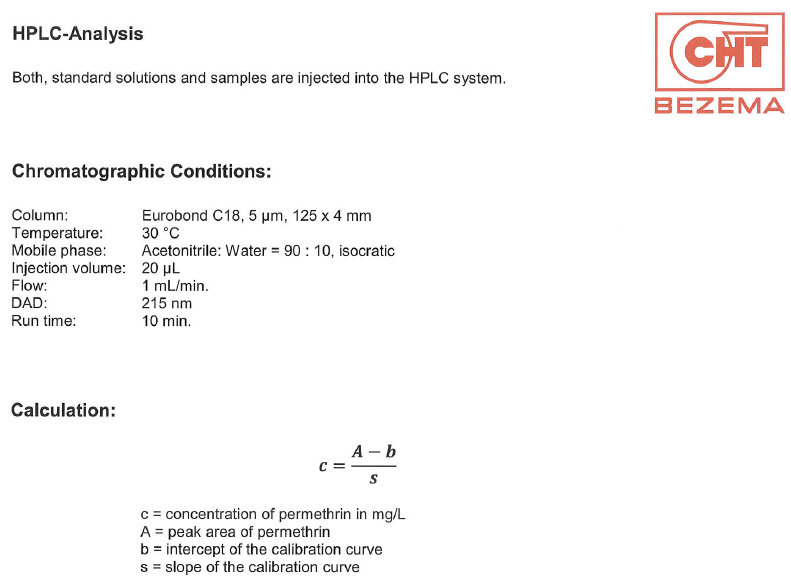 HPLC-Analysis
CHT
BEZEMA
Both, standard solutions and samples are injected into the HPLC system.
Chromatographic Conditions:
Column: Eurobond C18, 5 µm, 125 x 4 mm
Temperature: 30 °C
Mobile phase: Acetonitrile: Water = 90 : 10, isocratic
Injection volume: 20 µL
Flow: 1 mL/min.
DAD: 215 nm
Run time: 10 min.
Calculation:
c = (A − b) / s
c = concentration of permethrin in mg/L
A = peak area of permethrin
b = intercept of the calibration curve
s = slope of the calibration curve